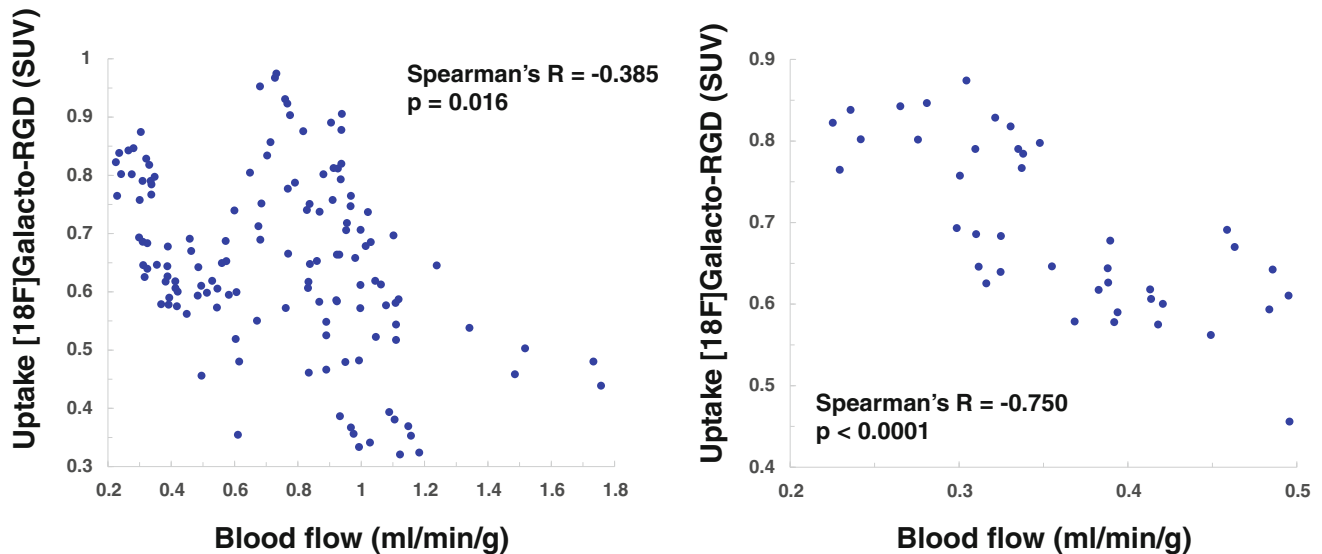 Uptake [18F]Galacto-RGD (SUV)
1
0.9
0.8
0.7
0.6
0.5
0.4
0.3
Spearman's R = -0.385
p = 0.016
0.2 0.4 0.6 0.8 1 1.2 1.4 1.6 1.8
Blood flow (ml/min/g)
Uptake [18F]Galacto-RGD (SUV)
0.9
0.8
0.7
0.6
0.5
0.4
Spearman's R = -0.750
p < 0.0001
0.2 0.3 0.4 0.5
Blood flow (ml/min/g)